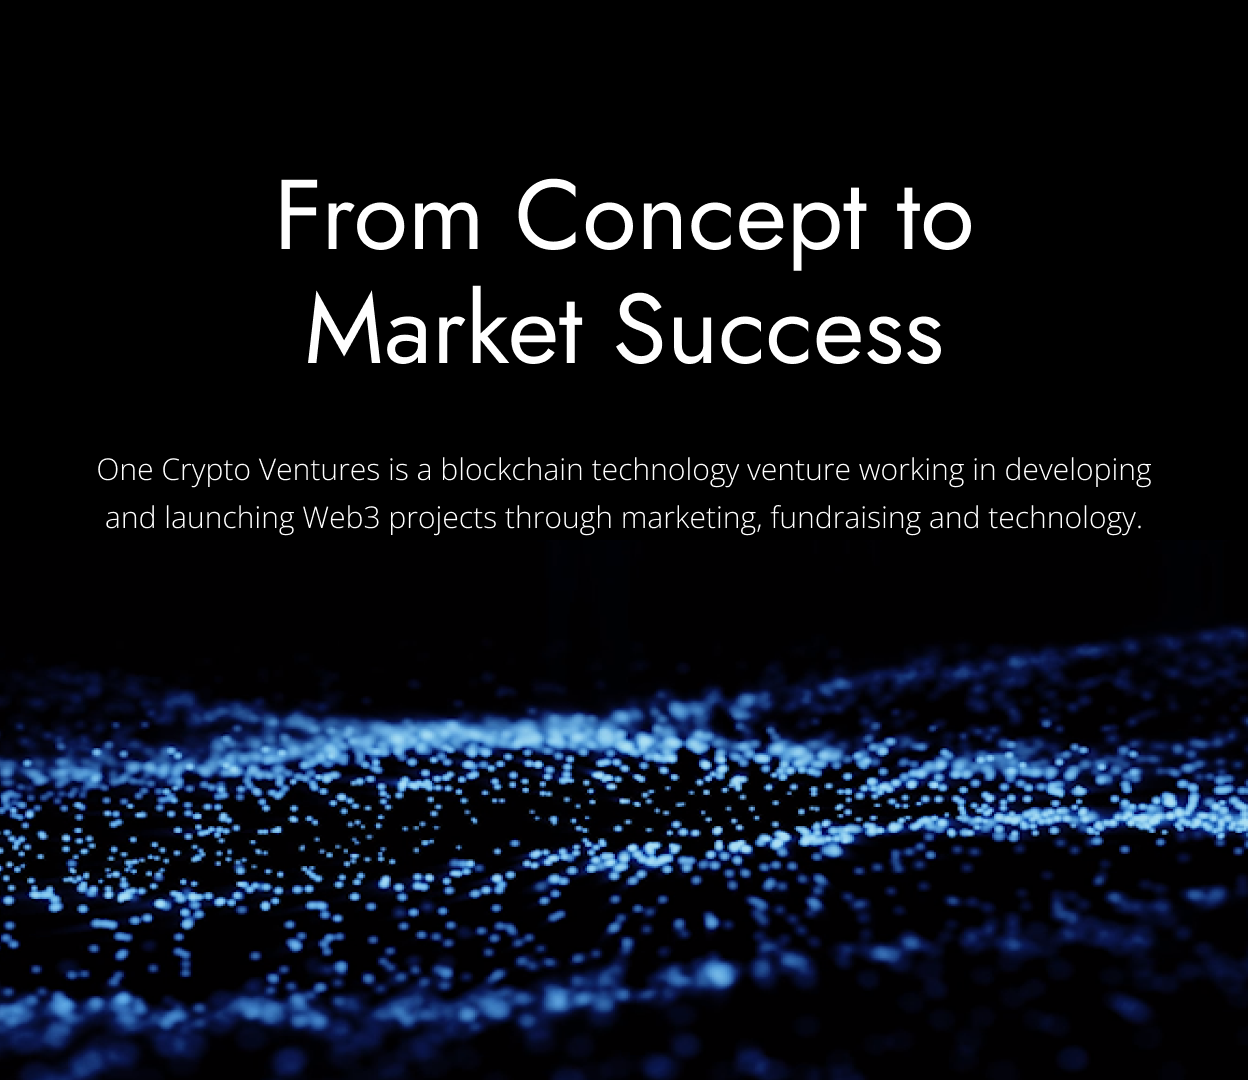 From Concept to
Market Success
One Crypto Ventures is a blockchain technology venture working in developing
and launching Web3 projects through marketing, fundraising and technology.